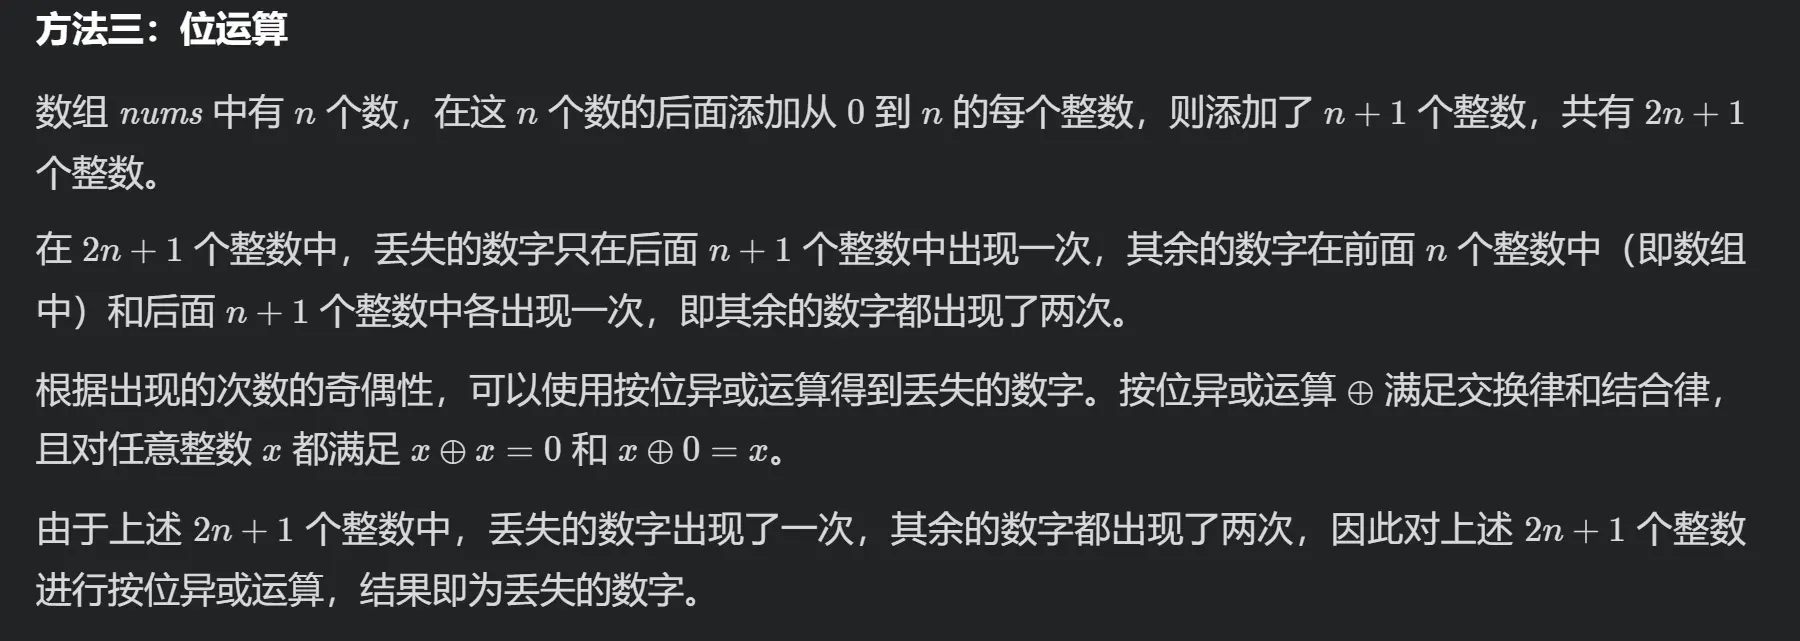 方法三：位运算
数组 nums 中有 n 个数，在这 n 个数的后面添加从 0 到 n 的每个整数，则添加了 n + 1 个整数，共有 2n + 1
个整数。
在 2n + 1 个整数中，丢失的数字只在后面 n + 1 个整数中出现一次，其余的数字在前面 n 个整数中（即数组
中）和后面 n + 1 个整数中各出现一次，即其余的数字都出现了两次。
根据出现的次数的奇偶性，可以使用按位异或运算得到丢失的数字。按位异或运算 ⊕ 满足交换律和结合律，
且对任意整数 x 都满足 x ⊕ x = 0 和 x ⊕ 0 = x。
由于上述 2n + 1 个整数中，丢失的数字出现了一次，其余的数字都出现了两次，因此对上述 2n + 1 个整数
进行按位异或运算，结果即为丢失的数字。